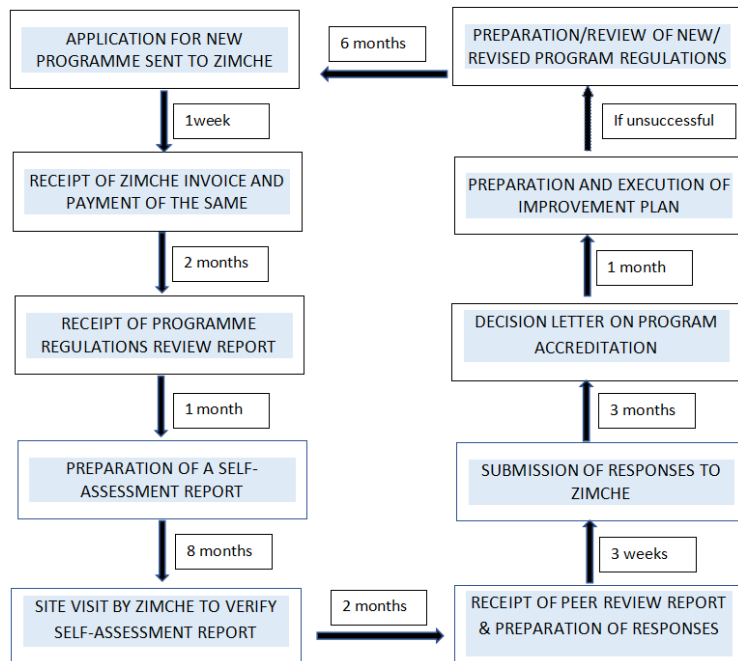 APPLICATION FOR NEW
PROGRAMME SENT TO ZIMCHE
6 months
PREPARATION/REVIEW OF NEW/
REVISED PROGRAM REGULATIONS
1week
If unsuccessful
RECEIPT OF ZIMCHE INVOICE AND
PAYMENT OF THE SAME
PREPARATION AND EXECUTION OF
IMPROVEMENT PLAN
2 months
1 month
RECEIPT OF PROGRAMME
REGULATIONS REVIEW REPORT
DECISION LETTER ON PROGRAM
ACCREDITATION
1 month
3 months
PREPARATION OF A SELF-
ASSESSMENT REPORT
SUBMISSION OF RESPONSES TO
ZIMCHE
8 months
3 weeks
SITE VISIT BY ZIMCHE TO VERIFY
SELF-ASSESSMENT REPORT
2 months
RECEIPT OF PEER REVIEW REPORT
& PREPARATION OF RESPONSES